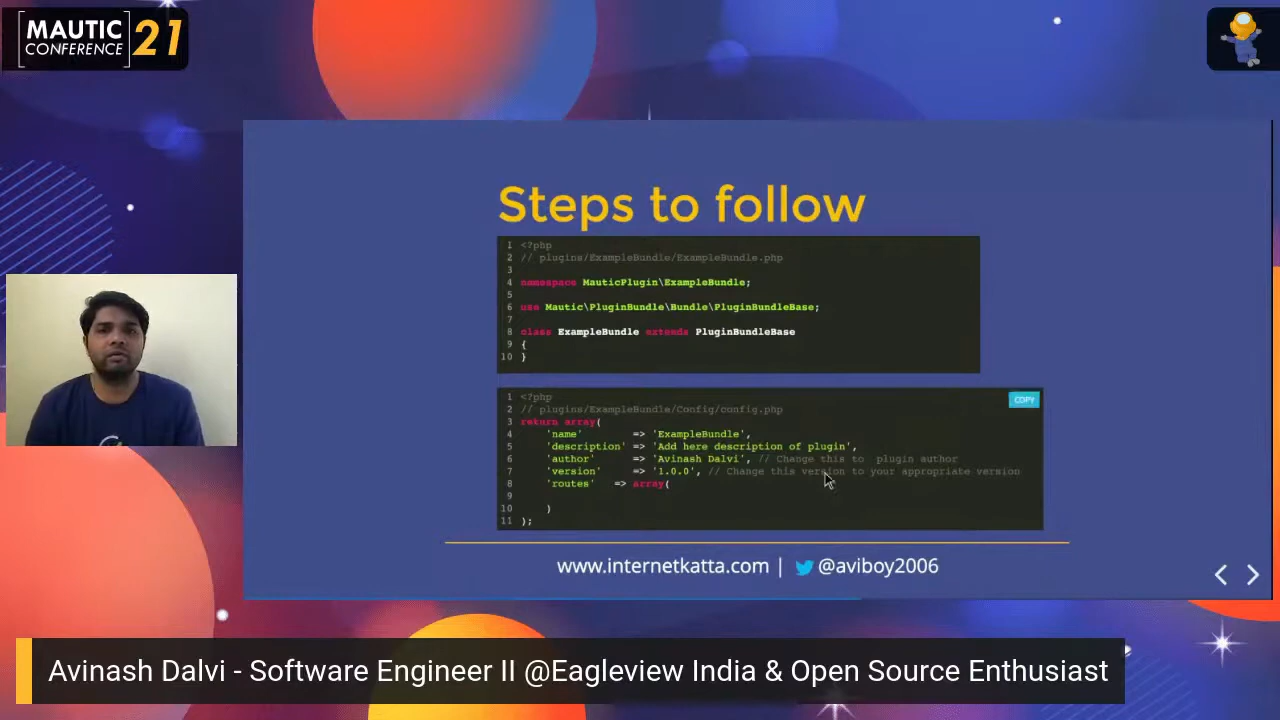 MAUTIC
CONFERENCE 21
Steps to follow
1 <?php
2 // plugins/ExampleBundle/ExampleBundle.php
3
4 namespace MauticPlugin\ExampleBundle;
5
6 use Mautic\PluginBundle\Bundle\PluginBundleBase;
7
8 class ExampleBundle extends PluginBundleBase
9 {
10 }
COPY
1 <?php
2 // plugins/ExampleBundle/Config/config.php
3 return array(
4 'name' => 'ExampleBundle',
5 'description' => 'Add here description of plugin',
6 'author' => 'Avinash Dalvi', // Change this to plugin author
7 'version' => '1.0.0', // Change this version to your appropriate version
8 'routes' => array(
9
10 )
11 );
www.internetkatta.com | @aviboy2006
Avinash Dalvi - Software Engineer II @Eagleview India & Open Source Enthusiast